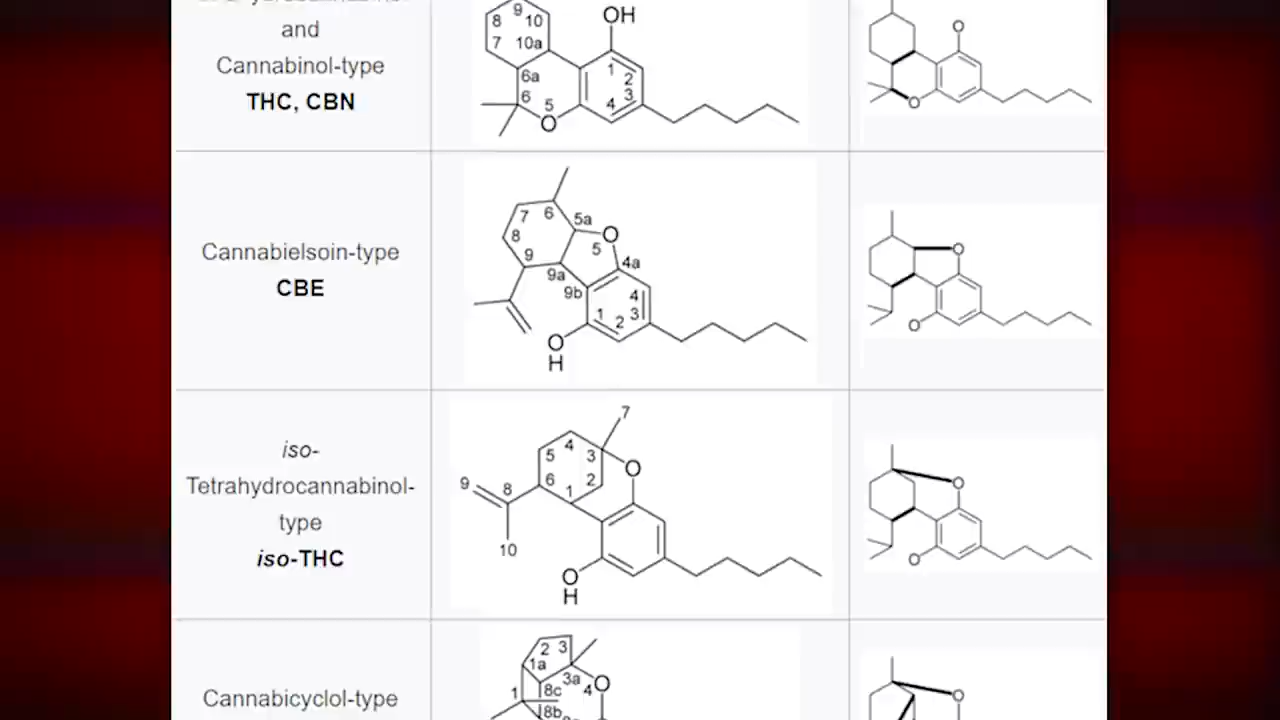 and
Cannabinol-type
THC, CBN
9
8
10
7
10a
6a
6
5
O
OH
1
2
3
4
O
O
Cannabielsoin-type
CBE
7
6
5a
8
O
5
9
9a
4a
9b
4
1
2
3
O
H
O
O
iso-
Tetrahydrocannabinol-
type
iso-THC
7
4
5
3
O
9
8
6
2
1
10
O
H
O
O
Cannabicyclol-type
2
3
1a
3a
8c
4
O
1
8b
O